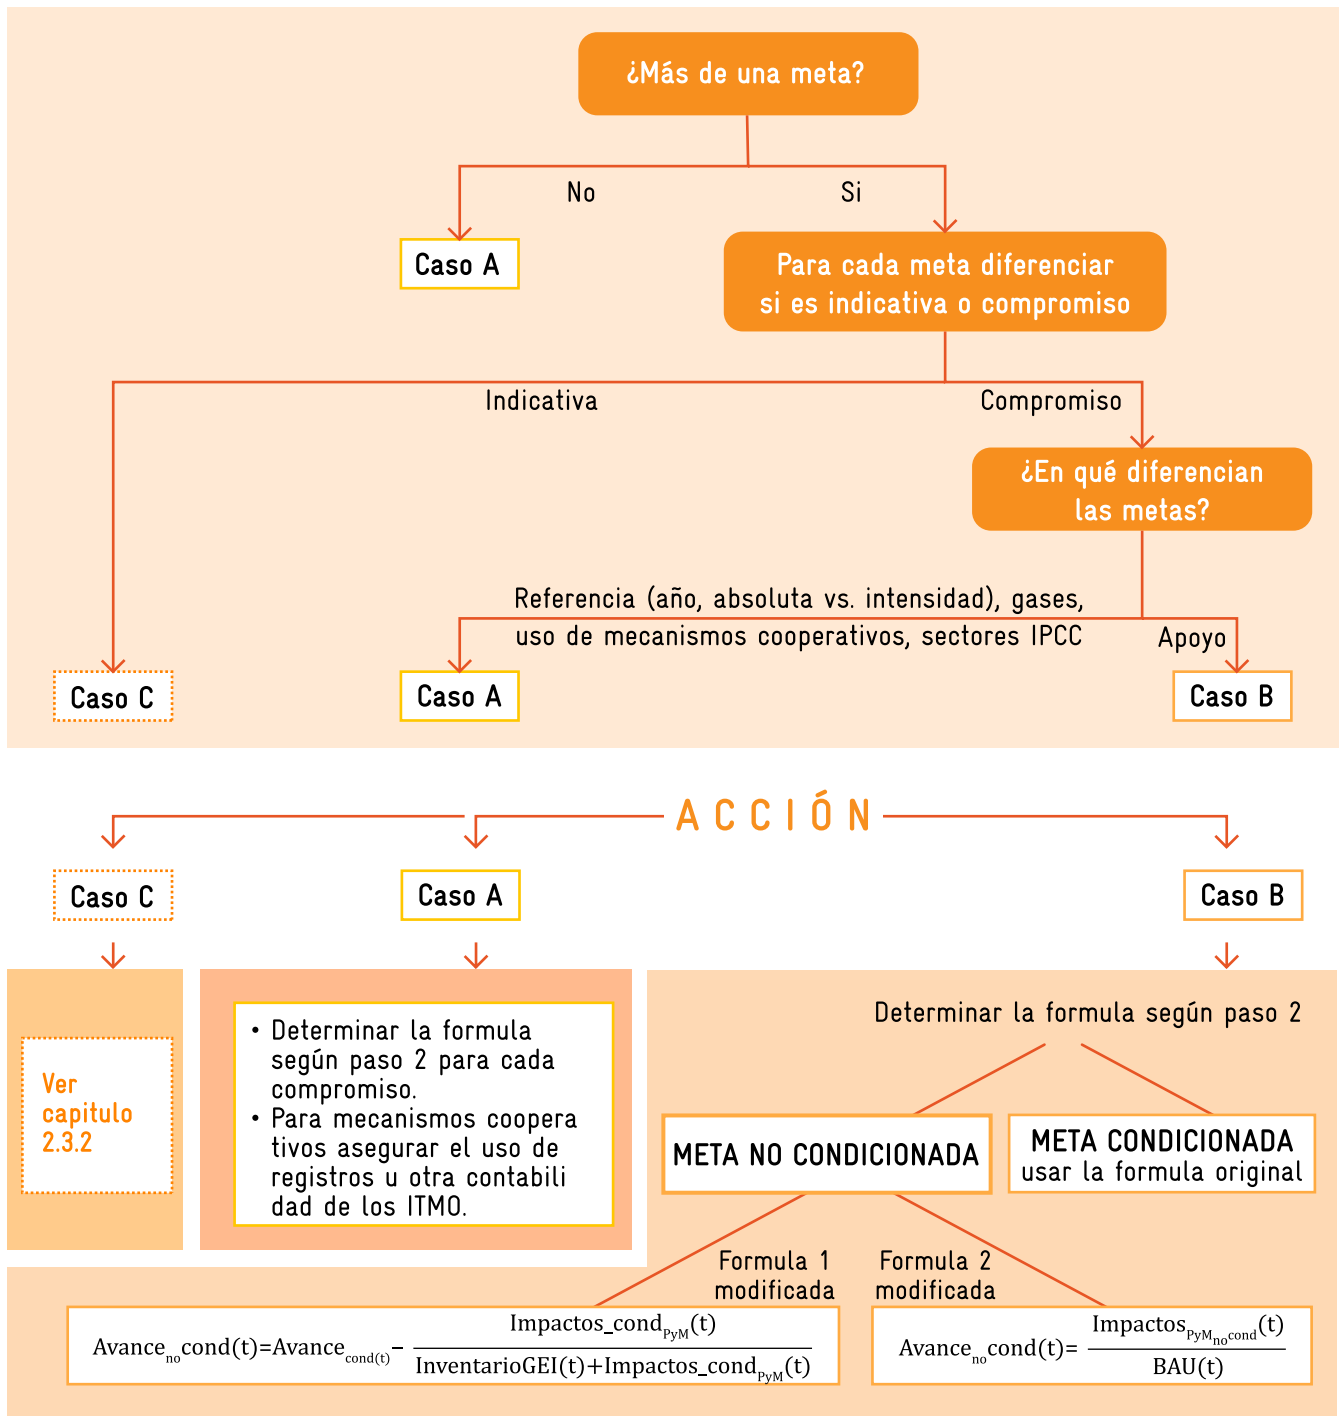 ¿Más de una meta?
No
Si
Caso A
Para cada meta diferenciar
si es indicativa o compromiso
Indicativa
Compromiso
¿En qué diferencian
las metas?
Referencia (año, absoluta vs. intensidad), gases,
uso de mecanismos cooperativos, sectores IPCC
Apoyo
Caso C
Caso A
Caso B
ACCIÓN
Caso C
Caso A
Caso B
Ver
capitulo
2.3.2
• Determinar la formula
según paso 2 para cada
compromiso.
• Para mecanismos coopera
tivos asegurar el uso de
registros u otra contabili
dad de los ITMO.
Determinar la formula según paso 2
META NO CONDICIONADA
META CONDICIONADA
usar la formula original
Formula 1
modificada
Formula 2
modificada
Avance_no cond(t)=Avance_cond(t) − Impactos_cond_PyM(t) / InventarioGEI(t)+Impactos_cond_PyM(t)
Avance_no cond(t)= Impactos_PyM_nocond(t) / BAU(t)